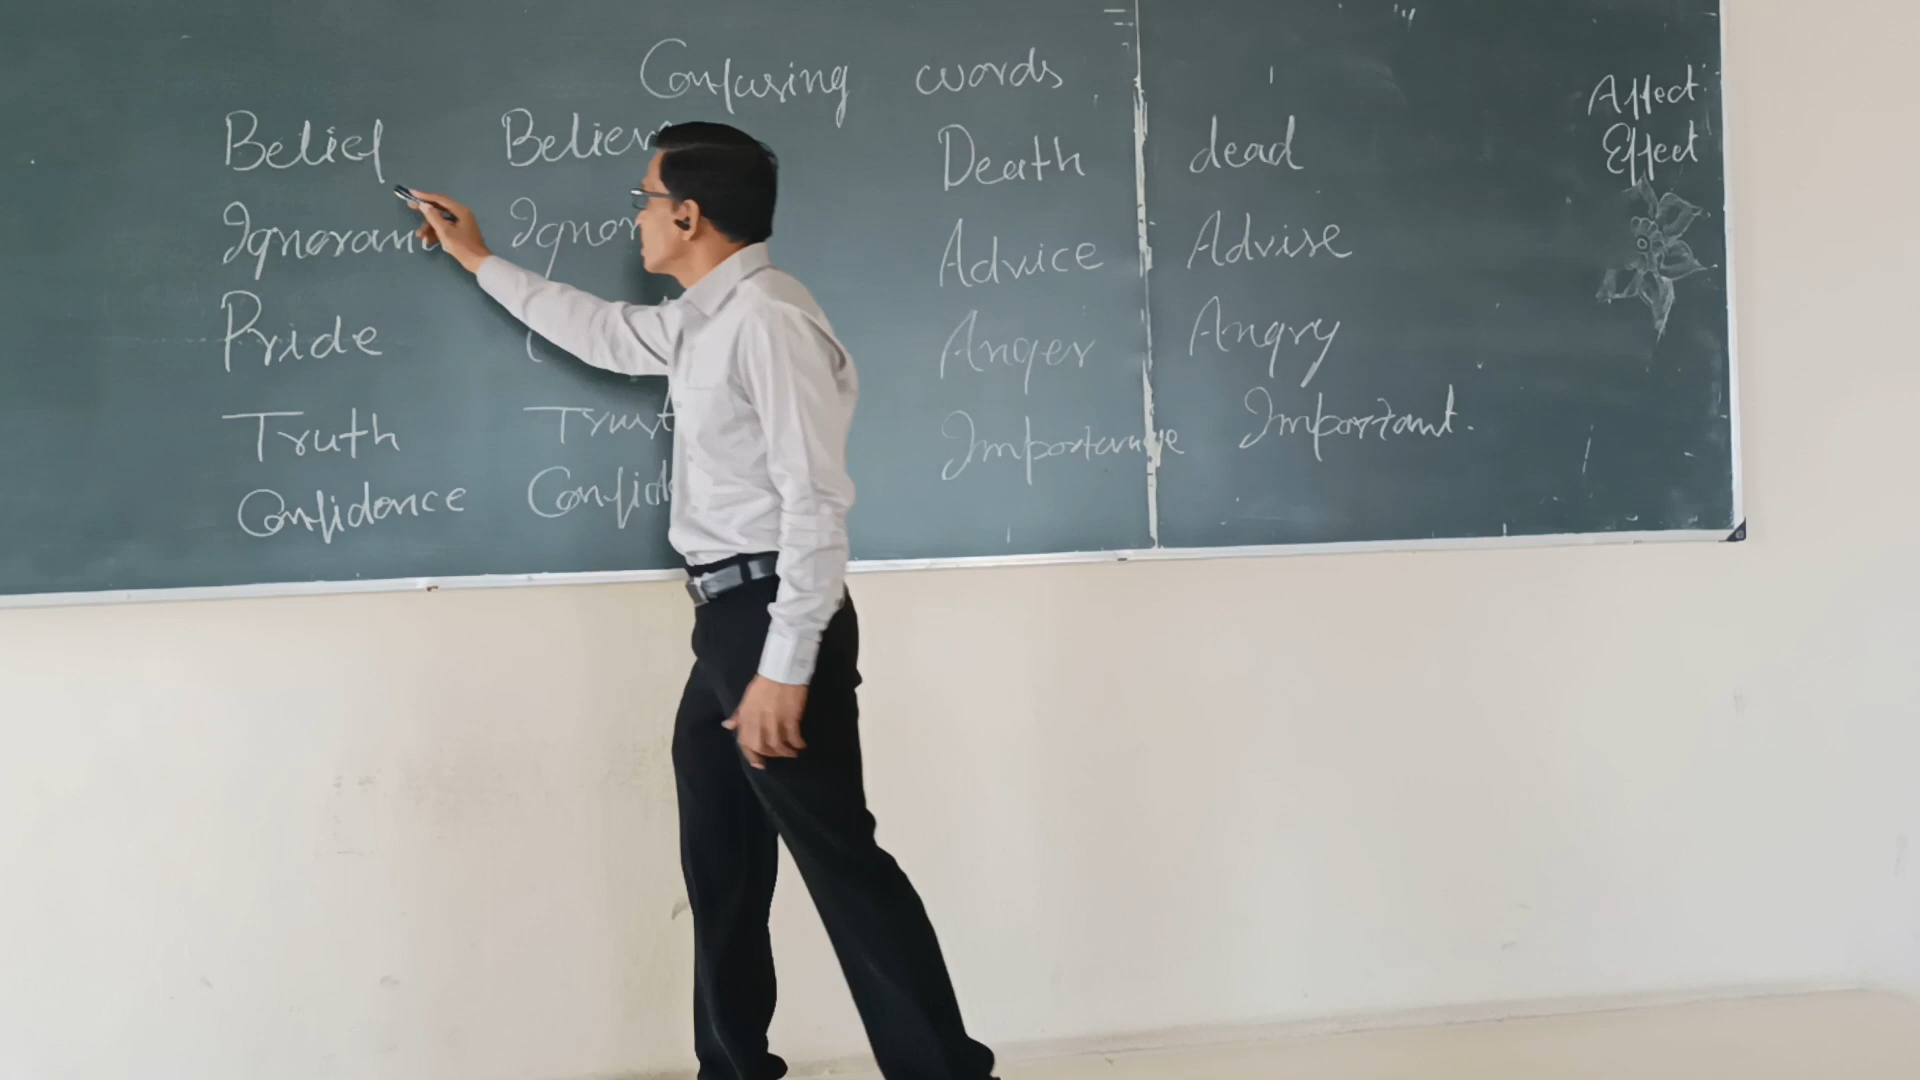 Confusing words
Belief Death dead
Pride Advice Advise
Truth Anger Angry
Confidence Importance Important.
Affect
Effect